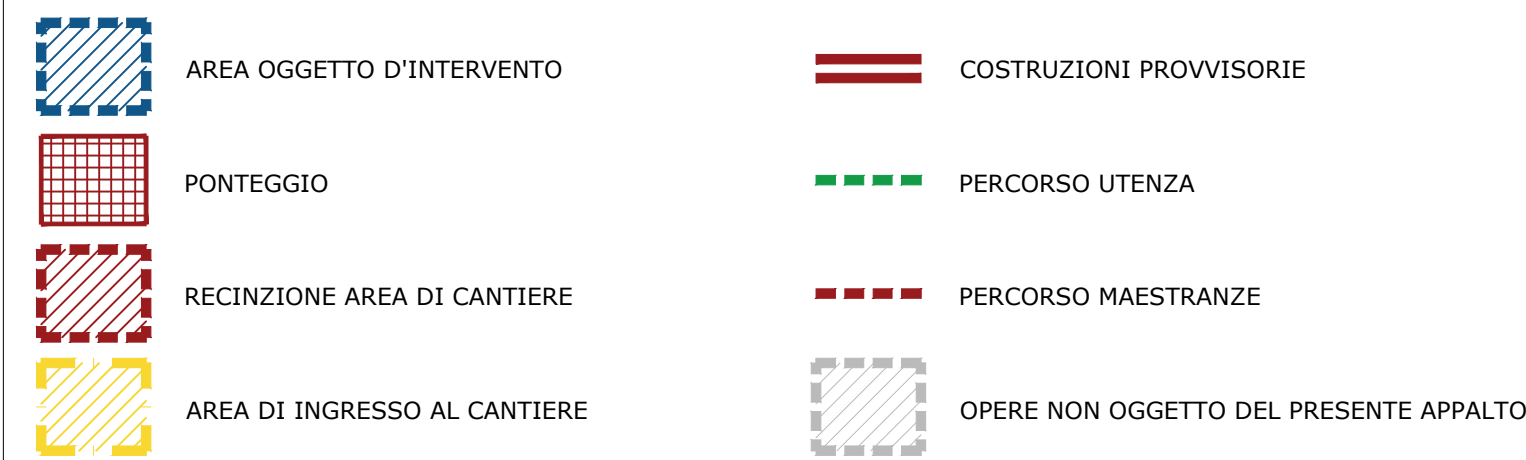 AREA OGGETTO D'INTERVENTO
PONTEGGIO
RECINZIONE AREA DI CANTIERE
AREA DI INGRESSO AL CANTIERE
COSTRUZIONI PROVVISORIE
PERCORSO UTENZA
PERCORSO MAESTRANZE
OPERE NON OGGETTO DEL PRESENTE APPALTO